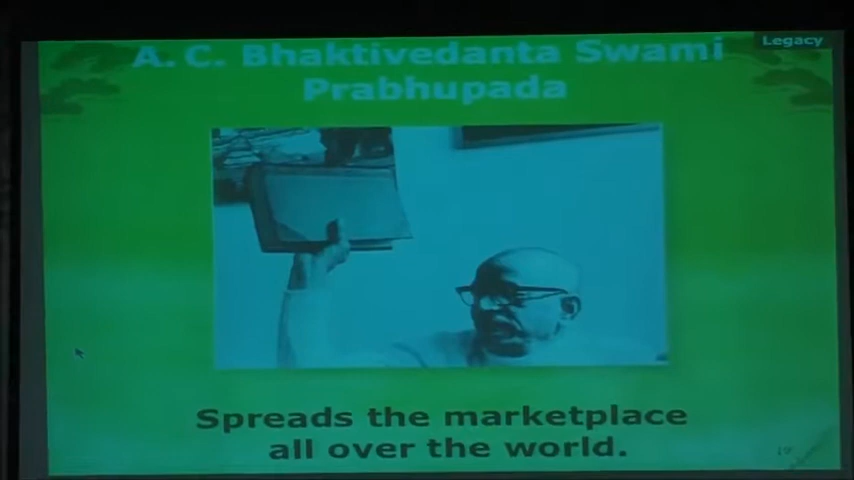 Legacy
A. C. Bhaktivedanta Swami
Prabhupada
Spreads the marketplace
all over the world.